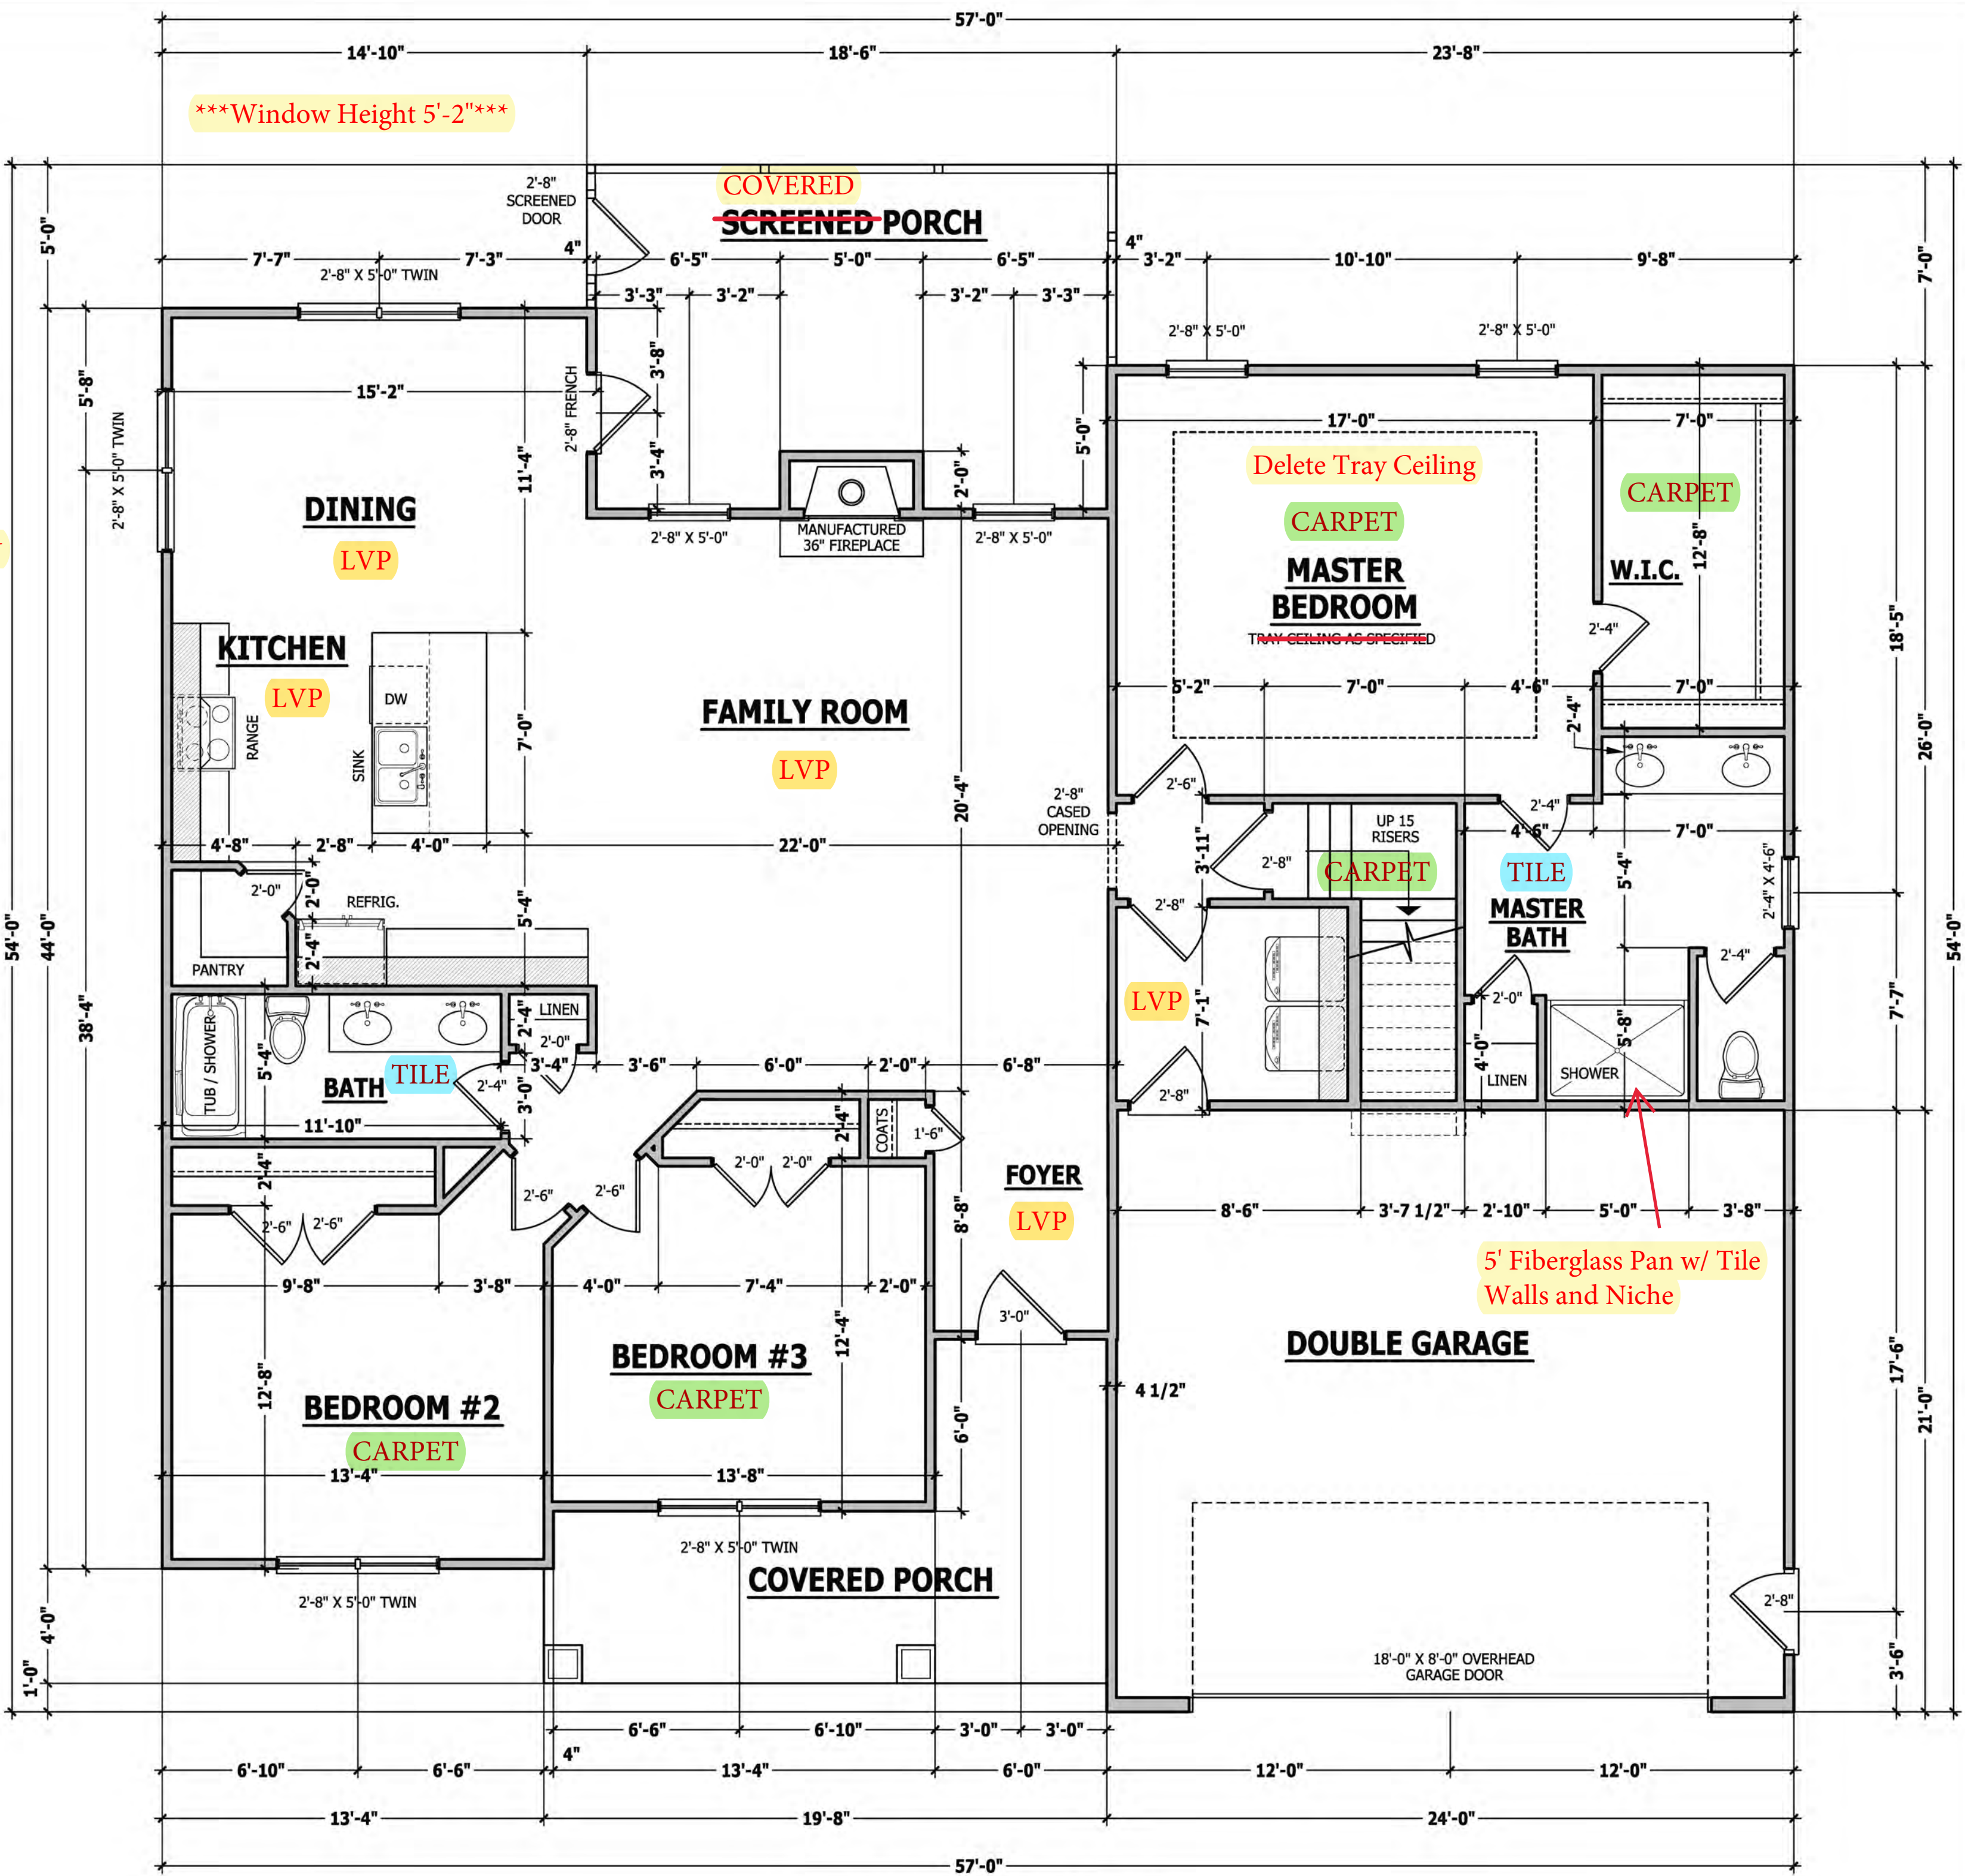 57'-0"
14'-10" 18'-6" 23'-8"
***Window Height 5'-2"***
COVERED
SCREENED PORCH
2'-8"
SCREENED
DOOR
4" 4"
7'-7" 7'-3" 6'-5" 5'-0" 6'-5" 3'-2" 10'-10" 9'-8"
2'-8" X 5'-0" TWIN
3'-3" 3'-2" 3'-2" 3'-3"
2'-8" X 5'-0" 2'-8" X 5'-0"
5'-0"
7'-0"
5'-8"
2'-8" X 5'-0" TWIN
15'-2"
2'-8" FRENCH
3'-8"
3'-4"
11'-4"
2'-0"
5'-0"
17'-0" 7'-0"
Delete Tray Ceiling
CARPET
MASTER
BEDROOM
TRAY CEILING AS SPECIFIED
CARPET
W.I.C.
12'-8"
2'-4"
DINING
LVP
2'-8" X 5'-0"
MANUFACTURED
36" FIREPLACE
2'-8" X 5'-0"
KITCHEN
LVP
RANGE
DW
SINK
7'-0"
FAMILY ROOM
LVP
20'-4"
5'-2" 7'-0" 4'-6" 7'-0"
2'-4"
18'-5"
26'-0"
2'-6"
2'-8"
CASED
OPENING
3'-11"
2'-8"
UP 15
RISERS
CARPET
2'-4"
4'-6" 7'-0"
TILE
MASTER
BATH
5'-4"
2'-4" X 4'-6"
4'-8" 2'-8" 4'-0" 22'-0"
2'-0"
2'-0"
REFRIG.
2'-4"
5'-4"
PANTRY
2'-8"
LVP
7'-1"
2'-8"
2'-4"
2'-0"
4'-0"
LINEN
SHOWER
5'-8"
7'-7"
54'-0"
44'-0"
38'-4"
54'-0"
TUB / SHOWER
5'-4"
BATH
TILE
2'-4"
LINEN
2'-0"
2'-4"
3'-0"
11'-10"
3'-4" 3'-6" 6'-0" 2'-0" 6'-8"
2'-4"
COATS
1'-6"
2'-4"
2'-0" 2'-0"
2'-6" 2'-6"
2'-6" 2'-6"
FOYER
LVP
8'-8"
8'-6" 3'-7 1/2" 2'-10" 5'-0" 3'-8"
5' Fiberglass Pan w/ Tile
Walls and Niche
9'-8" 3'-8" 4'-0" 7'-4" 2'-0"
3'-0"
12'-8"
12'-4"
BEDROOM #3
CARPET
BEDROOM #2
CARPET
DOUBLE GARAGE
4 1/2"
6'-0"
17'-6"
21'-0"
13'-4" 13'-8"
2'-8" X 5'-0" TWIN
COVERED PORCH
2'-8" X 5'-0" TWIN
2'-8"
4'-0"
1'-0"
18'-0" X 8'-0" OVERHEAD
GARAGE DOOR
3'-6"
6'-6" 6'-10" 3'-0" 3'-0"
4"
6'-10" 6'-6" 13'-4" 6'-0" 12'-0" 12'-0"
13'-4" 19'-8" 24'-0"
57'-0"